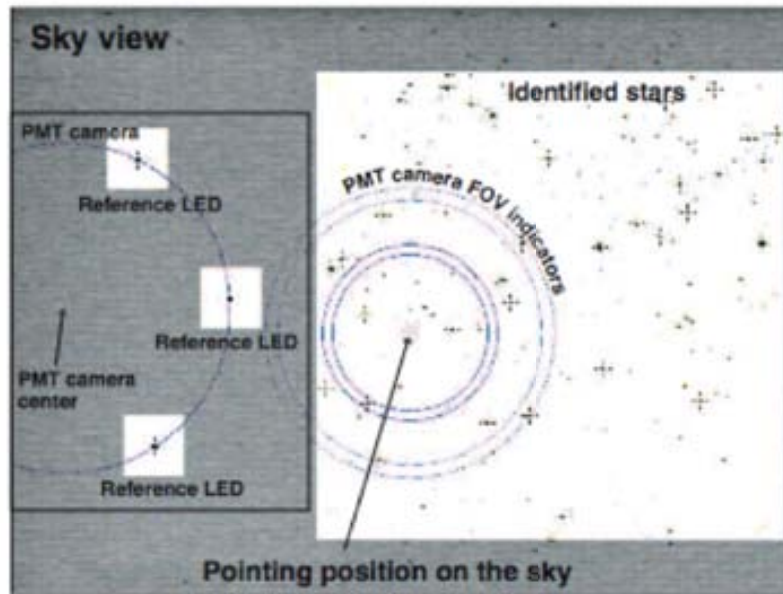 Sky view
Identified stars
PMT camera
Reference LED
PMT camera FOV indicators
Reference LED
PMT camera
center
Reference LED
Pointing position on the sky